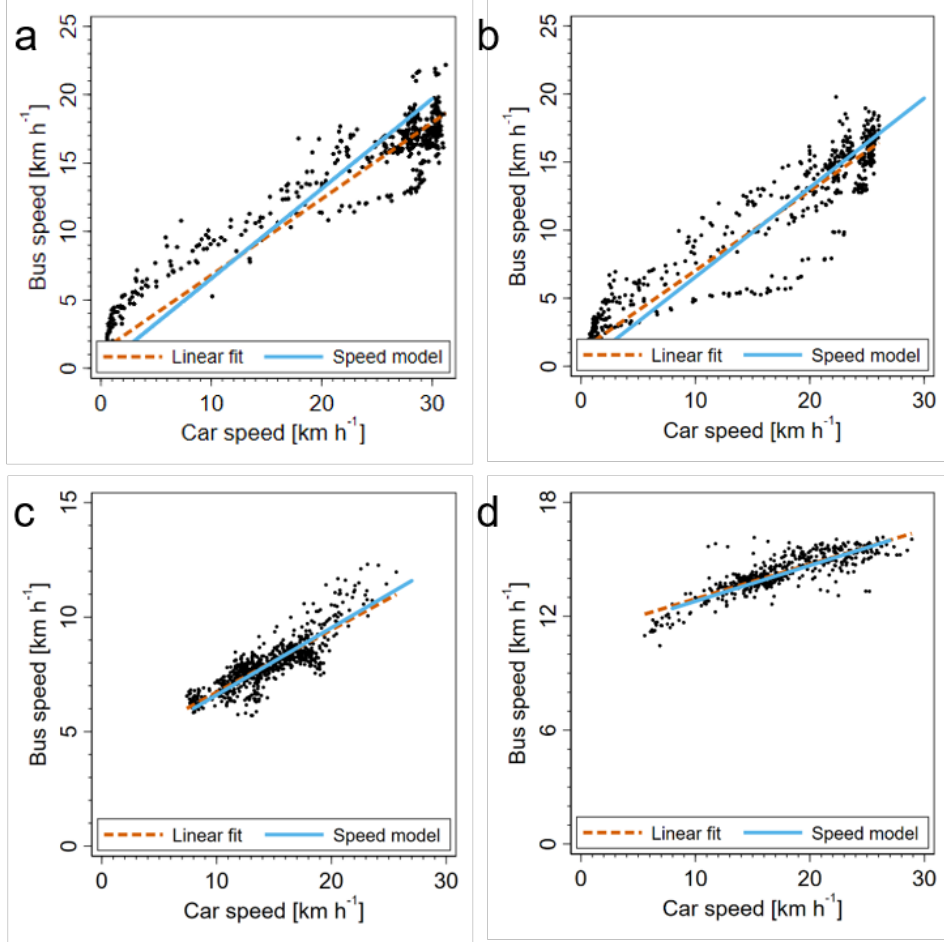 a
25
20
15
10
5
0
Bus speed [km h⁻¹]
Linear fit Speed model
0 10 20 30
Car speed [km h⁻¹]
b
25
20
15
10
5
0
Bus speed [km h⁻¹]
Linear fit Speed model
0 10 20 30
Car speed [km h⁻¹]
c
15
10
5
0
Bus speed [km h⁻¹]
Linear fit Speed model
0 10 20 30
Car speed [km h⁻¹]
d
18
12
6
0
Bus speed [km h⁻¹]
Linear fit Speed model
0 10 20 30
Car speed [km h⁻¹]